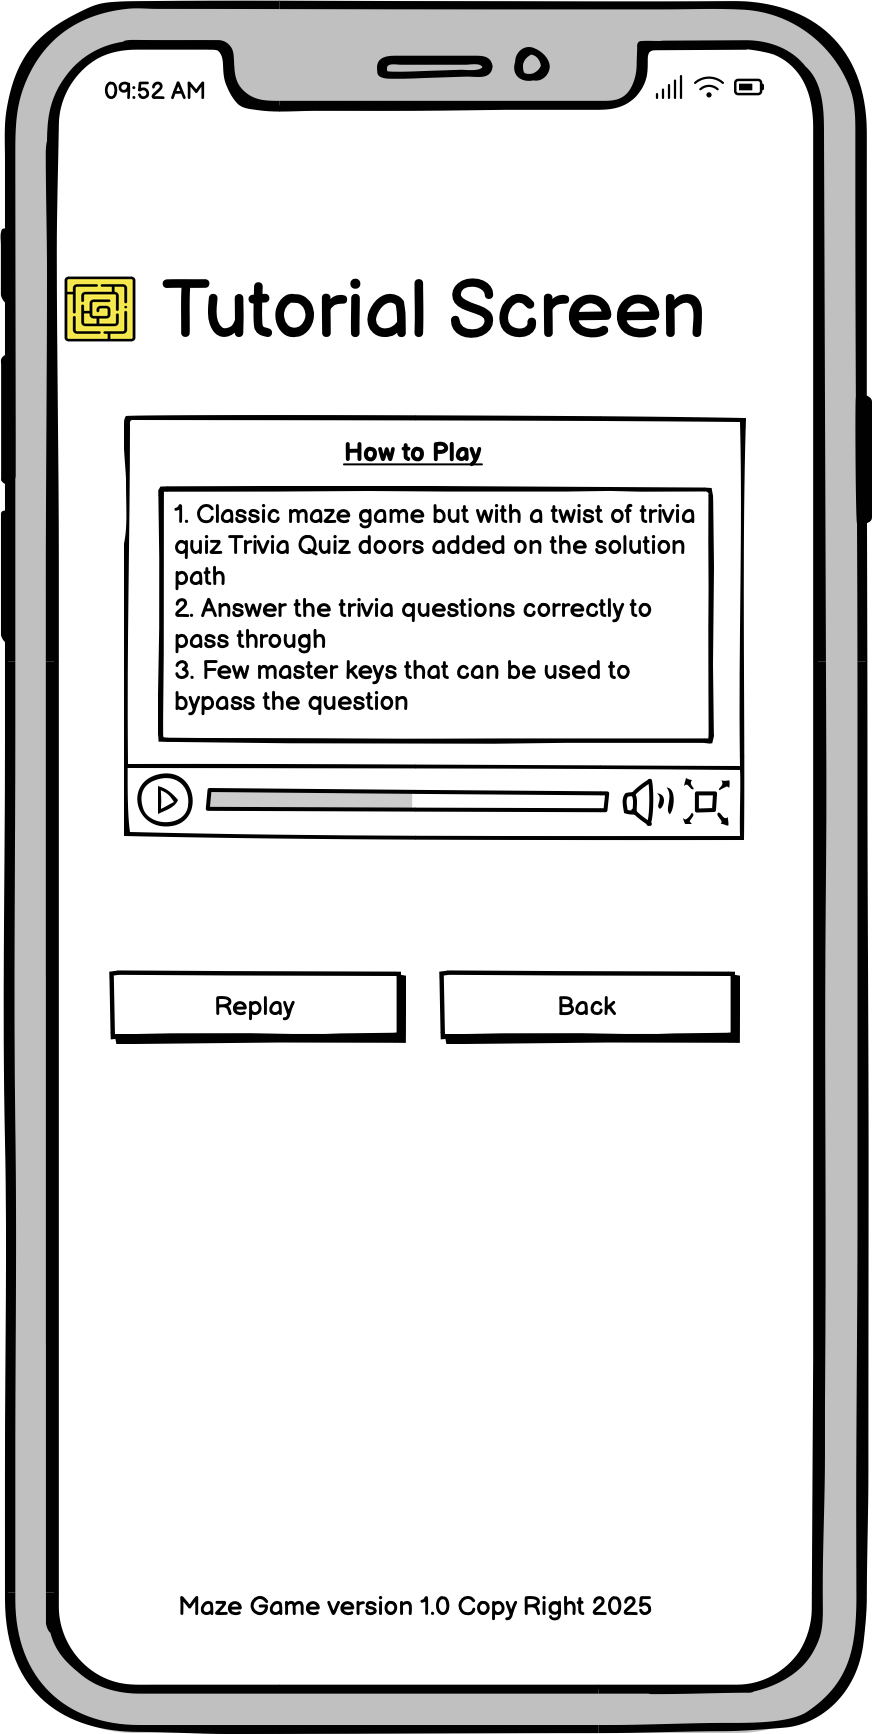 09:52 AM
Tutorial Screen
How to Play
1. Classic maze game but with a twist of trivia
quiz Trivia Quiz doors added on the solution
path
2. Answer the trivia questions correctly to
pass through
3. Few master keys that can be used to
bypass the question
Replay
Back
Maze Game version 1.0 Copy Right 2025